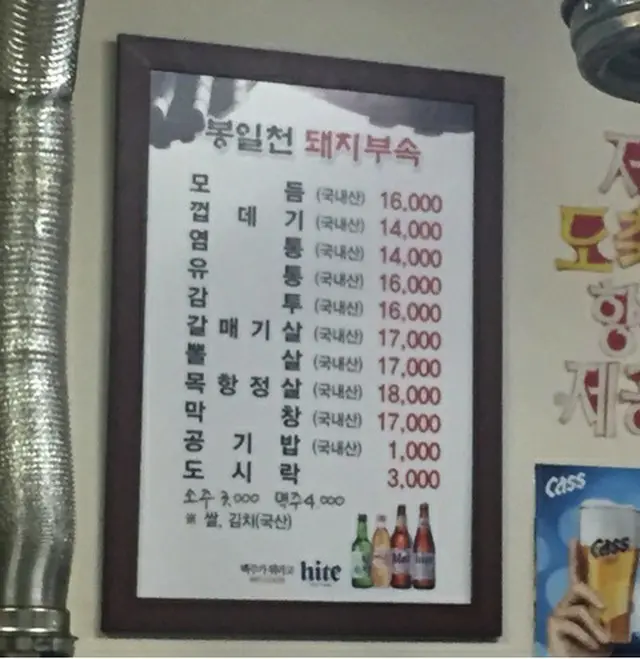 봉일천 돼지부속
모듬 (국내산) 16,000
껍데기 (국내산) 14,000
염통 (국내산) 14,000
유통 (국내산) 16,000
감투 (국내산) 16,000
갈매기살 (국내산) 17,000
뽈살 (국내산) 17,000
목항정살 (국내산) 18,000
막창 (국내산) 17,000
공기밥 (국내산) 1,000
도시락 3,000
소주 3,000 맥주 4,000
※ 쌀, 김치(국산)
hite
Cass
Cass